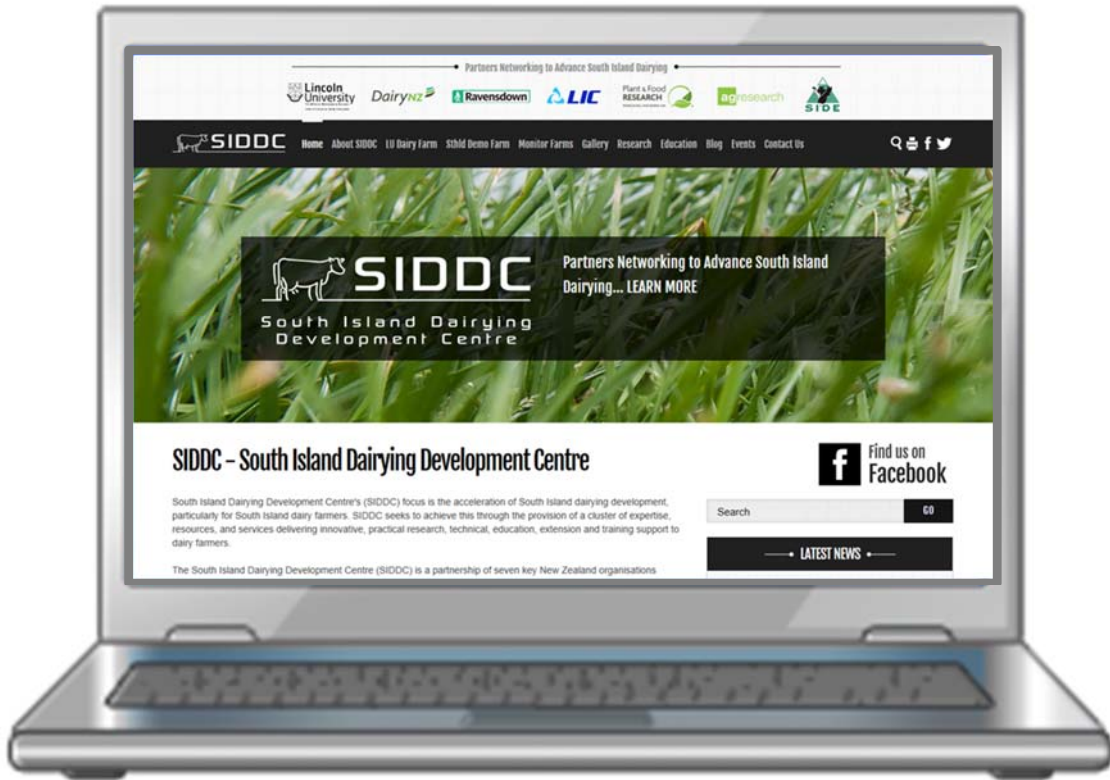 Partners Networking to Advance South Island Dairying
Lincoln University
DairyNZ
Ravensdown
LIC
Plant & Food RESEARCH
agresearch
SIDE
SIDDC
Home About SIDDC LU Dairy Farm Sthld Demo Farm Monitor Farms Gallery Research Education Blog Events Contact Us
SIDDC
South Island Dairying
Development Centre
Partners Networking to Advance South Island
Dairying... LEARN MORE
SIDDC – South Island Dairying Development Centre
Find us on
Facebook
South Island Dairying Development Centre's (SIDDC) focus is the acceleration of South Island dairying development,
particularly for South Island dairy farmers. SIDDC seeks to achieve this through the provision of a cluster of expertise,
resources, and services delivering innovative, practical research, technical, education, extension and training support to
dairy farmers.
The South Island Dairying Development Centre (SIDDC) is a partnership of seven key New Zealand organisations
Search
GO
LATEST NEWS